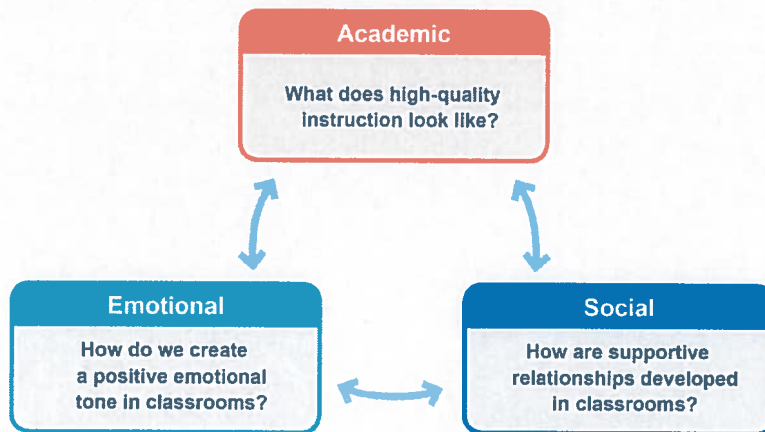 Academic
What does high-quality
instruction look like?
Emotional
How do we create
a positive emotional
tone in classrooms?
Social
How are supportive
relationships developed
in classrooms?